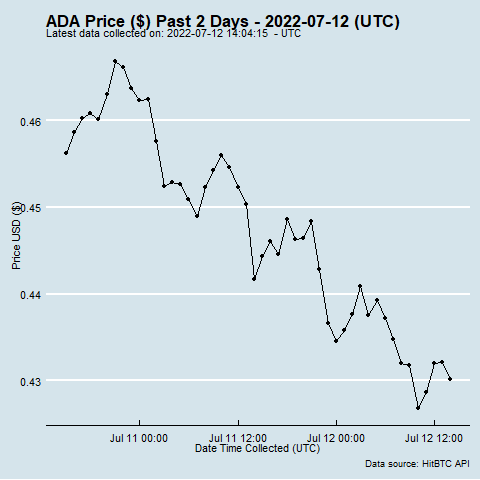 ADA Price ($) Past 2 Days - 2022-07-12 (UTC)
Latest data collected on: 2022-07-12 14:04:15 - UTC
0.46
0.45
0.44
0.43
Price USD ($)
Jul 11 00:00 Jul 11 12:00 Jul 12 00:00 Jul 12 12:00
Date Time Collected (UTC)
Data source: HitBTC API